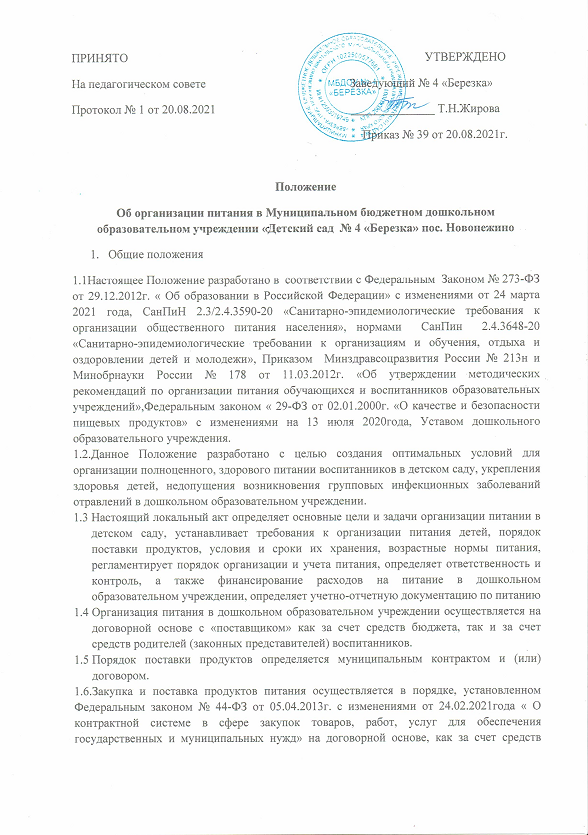 ПРИНЯТО УТВЕРЖДЕНО
На педагогическом совете Заведующий № 4 «Березка»
Протокол № 1 от 20.08.2021 Т.Н.Жирова
Приказ № 39 от 20.08.2021г.
МБДОУ
«БЕРЕЗКА»
Положение
Об организации питания в Муниципальном бюджетном дошкольном
образовательном учреждении «Детский сад № 4 «Березка» пос. Новонежино
1. Общие положения
1.1Настоящее Положение разработано в соответствии с Федеральным Законом № 273-ФЗ
от 29.12.2012г. « Об образовании в Российской Федерации» с изменениями от 24 марта
2021 года, СанПиН 2.3/2.4.3590-20 «Санитарно-эпидемиологические требования к
организации общественного питания населения», нормами СанПин 2.4.3648-20
«Санитарно-эпидемиологические требовании к организациям и обучения, отдыха и
оздоровлении детей и молодежи», Приказом Минздравсоцразвития России № 213н и
Минобрнауки России № 178 от 11.03.2012г. «Об утверждении методических
рекомендаций по организации питания обучающихся и воспитанников образовательных
учреждений»,Федеральным законом « 29-ФЗ от 02.01.2000г. «О качестве и безопасности
пищевых продуктов» с изменениями на 13 июля 2020года, Уставом дошкольного
образовательного учреждения.
1.2.Данное Положение разработано с целью создания оптимальных условий для
организации полноценного, здорового питании воспитанников в детском саду, укрепления
здоровья детей, недопущения возникновения групповых инфекционных заболеваний
отравлений в дошкольном образовательном учреждении.
1.3 Настоящий локальный акт определяет основные цели и задачи организации питании в
детском саду, устанавливает требования к организации питания детей, порядок
поставки продуктов, условия и сроки их хранения, возрастные нормы питания,
регламентирует порядок организации и учета питания, определяет ответственность и
контроль, а также финансирование расходов на питание в дошкольном
образовательном учреждении, определяет учетно-отчетную документацию по питанию
1.4 Организация питания в дошкольном образовательном учреждении осуществляется на
договорной основе с «поставщиком» как за счет средств бюджета, так и за счет
средств родителей (законных представителей) воспитанников.
1.5 Порядок поставки продуктов определяется муниципальным контрактом и (или)
договором.
1.6.Закупка и поставка продуктов питания осуществляется в порядке, установленном
Федеральным законом № 44-ФЗ от 05.04.2013г. с изменениями от 24.02.2021года « О
контрактной системе в сфере закупок товаров, работ, услуг для обеспечения
государственных и муниципальных нужд» на договорной основе, как за счет средств